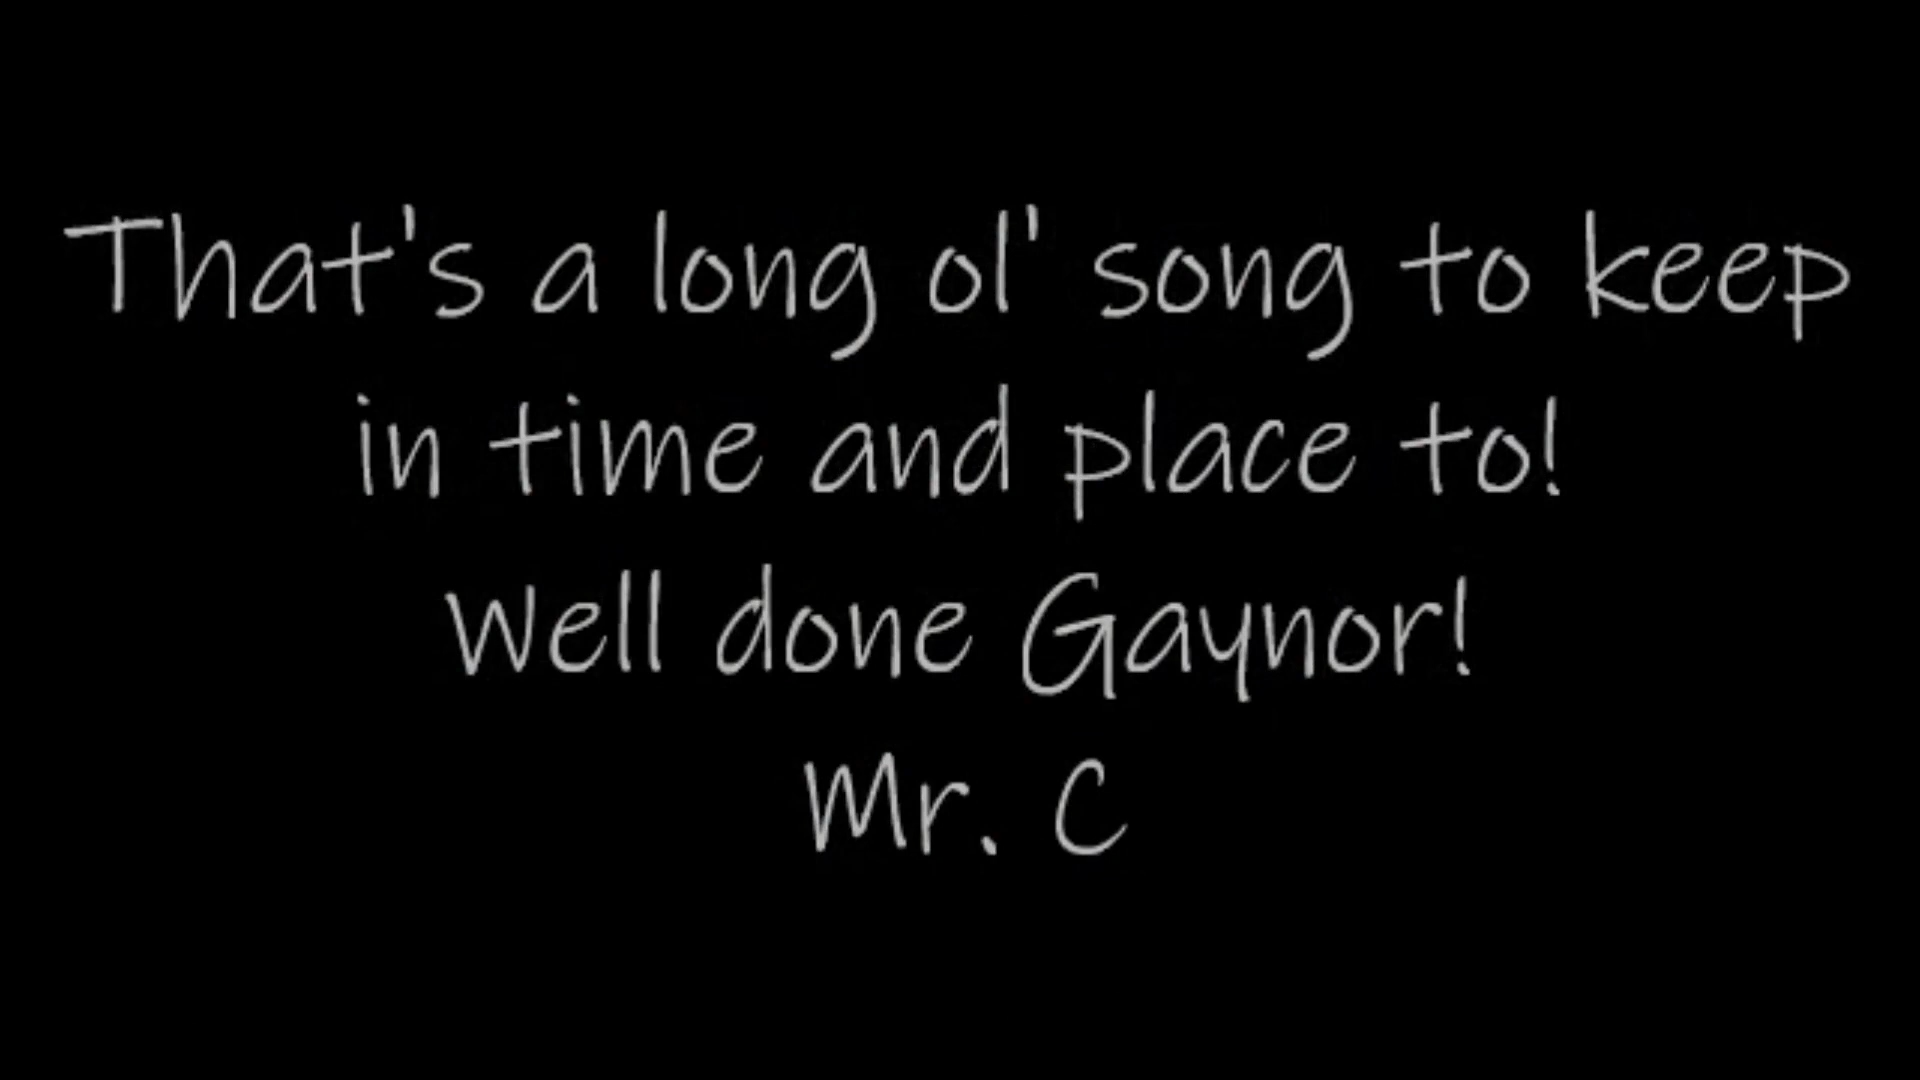 That's a long ol' song to keep
in time and place to!
Well done Gaynor!
Mr. C